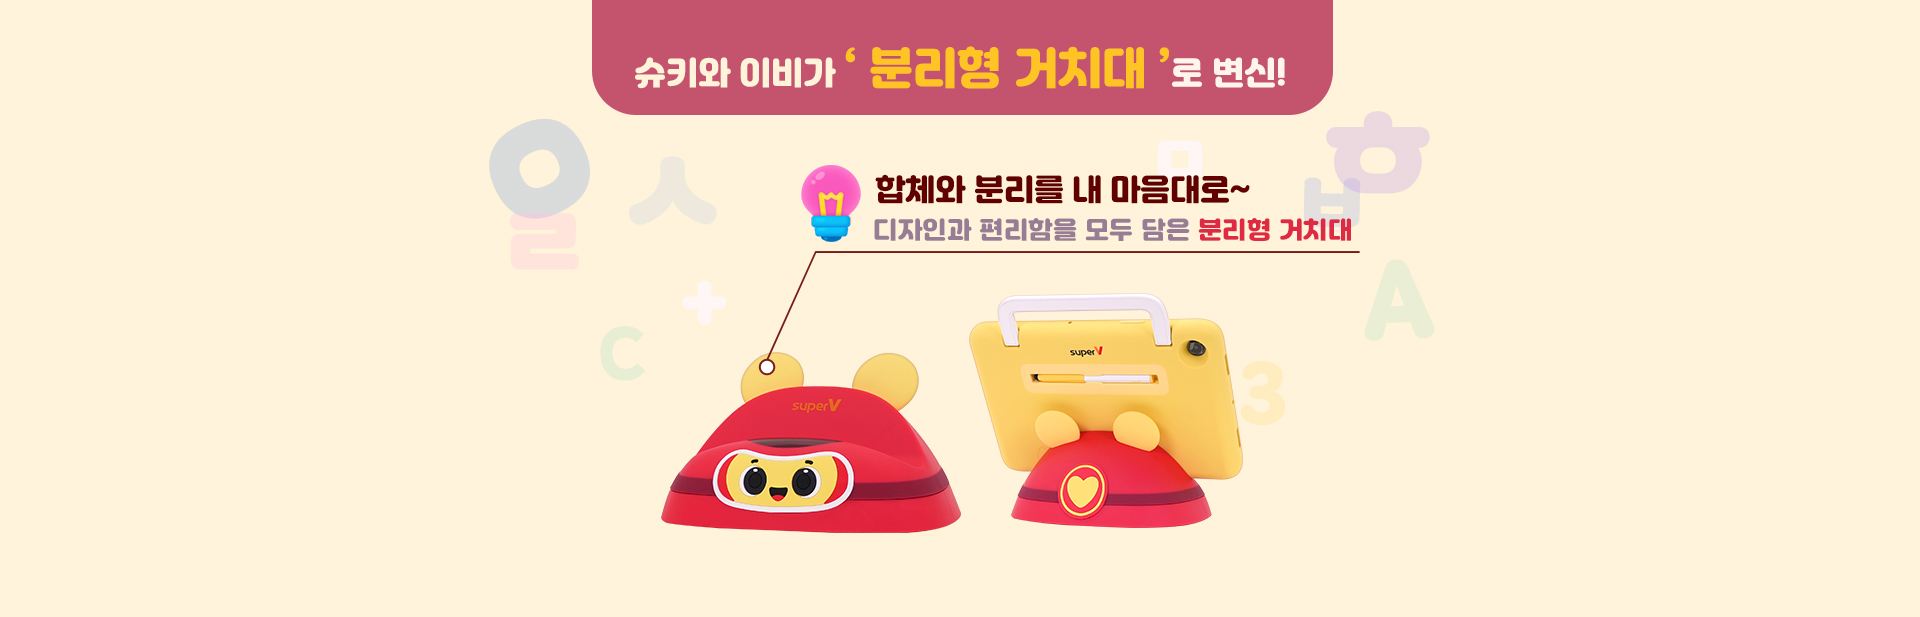 슈키와 이비가 ‘ 분리형 거치대 ’로 변신!
합체와 분리를 내 마음대로~
디자인과 편리함을 모두 담은 분리형 거치대
일
ㅅ
ㅁ
ㅂ
ㅎ
+
C
A
3
superV
superV